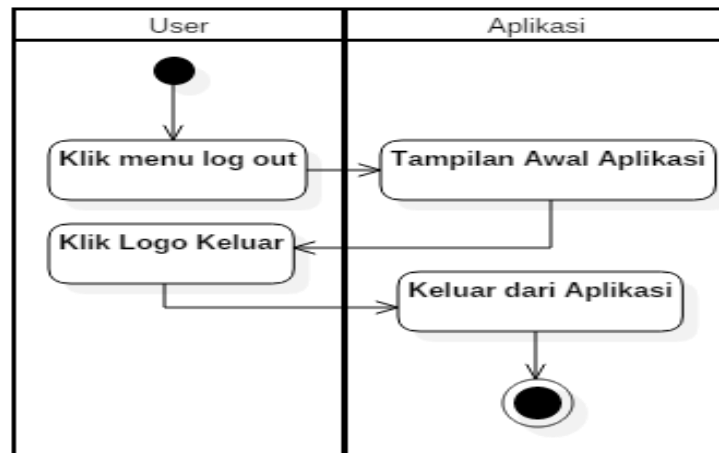 User
Aplikasi
Klik menu log out
Tampilan Awal Aplikasi
Klik Logo Keluar
Keluar dari Aplikasi